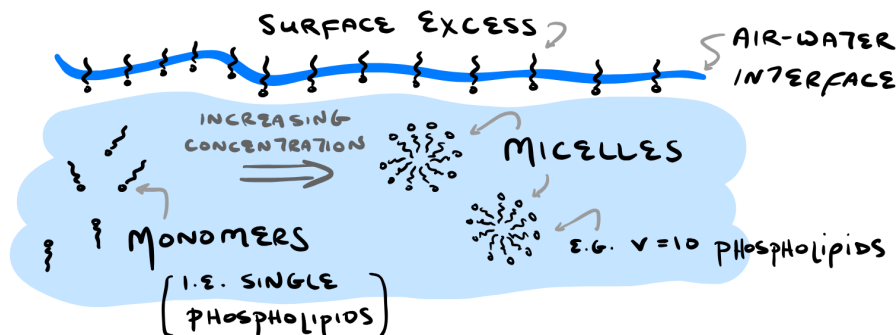 SURFACE EXCESS
AIR-WATER
INTERFACE
INCREASING
CONCENTRATION
MICELLES
MONOMERS
(I.E. SINGLE
PHOSPHOLIPIDS)
E.G. V=10 PHOSPHOLIPIDS